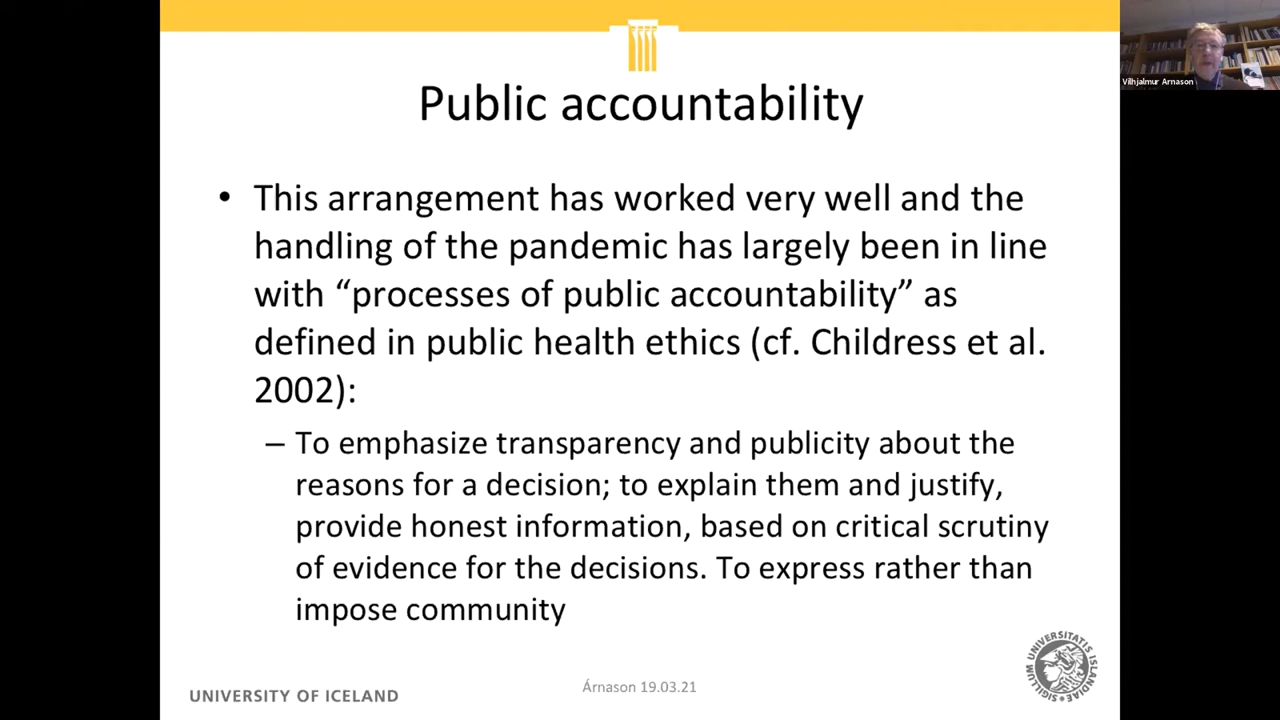 Vilhjalmur Arnason
Public accountability
• This arrangement has worked very well and the
handling of the pandemic has largely been in line
with “processes of public accountability” as
defined in public health ethics (cf. Childress et al.
2002):
– To emphasize transparency and publicity about the
reasons for a decision; to explain them and justify,
provide honest information, based on critical scrutiny
of evidence for the decisions. To express rather than
impose community
UNIVERSITY OF ICELAND
Árnason 19.03.21
SIGILLUM UNIVERSITATIS ISLANDIAE